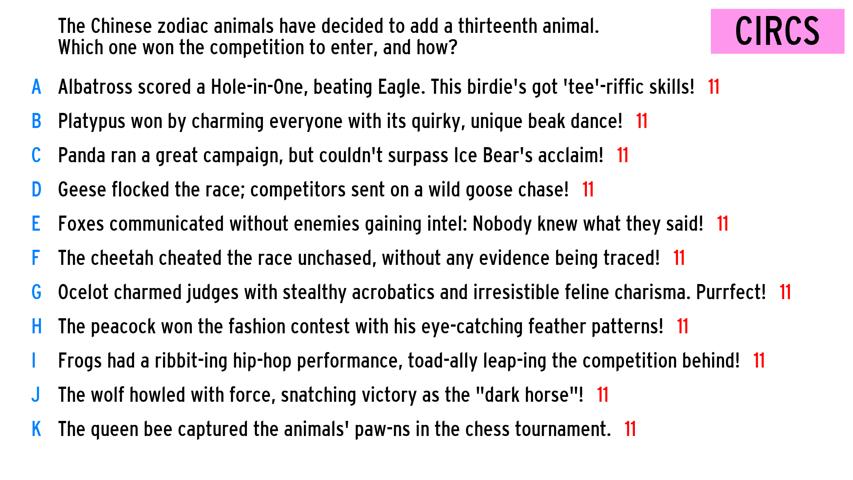 The Chinese zodiac animals have decided to add a thirteenth animal.
Which one won the competition to enter, and how?
CIRCS
A Albatross scored a Hole-in-One, beating Eagle. This birdie's got 'tee'-riffic skills! 11
B Platypus won by charming everyone with its quirky, unique beak dance! 11
C Panda ran a great campaign, but couldn't surpass Ice Bear's acclaim! 11
D Geese flocked the race; competitors sent on a wild goose chase! 11
E Foxes communicated without enemies gaining intel: Nobody knew what they said! 11
F The cheetah cheated the race unchased, without any evidence being traced! 11
G Ocelot charmed judges with stealthy acrobatics and irresistible feline charisma. Purrfect! 11
H The peacock won the fashion contest with his eye-catching feather patterns! 11
I Frogs had a ribbit-ing hip-hop performance, toad-ally leap-ing the competition behind! 11
J The wolf howled with force, snatching victory as the "dark horse"! 11
K The queen bee captured the animals' paw-ns in the chess tournament. 11